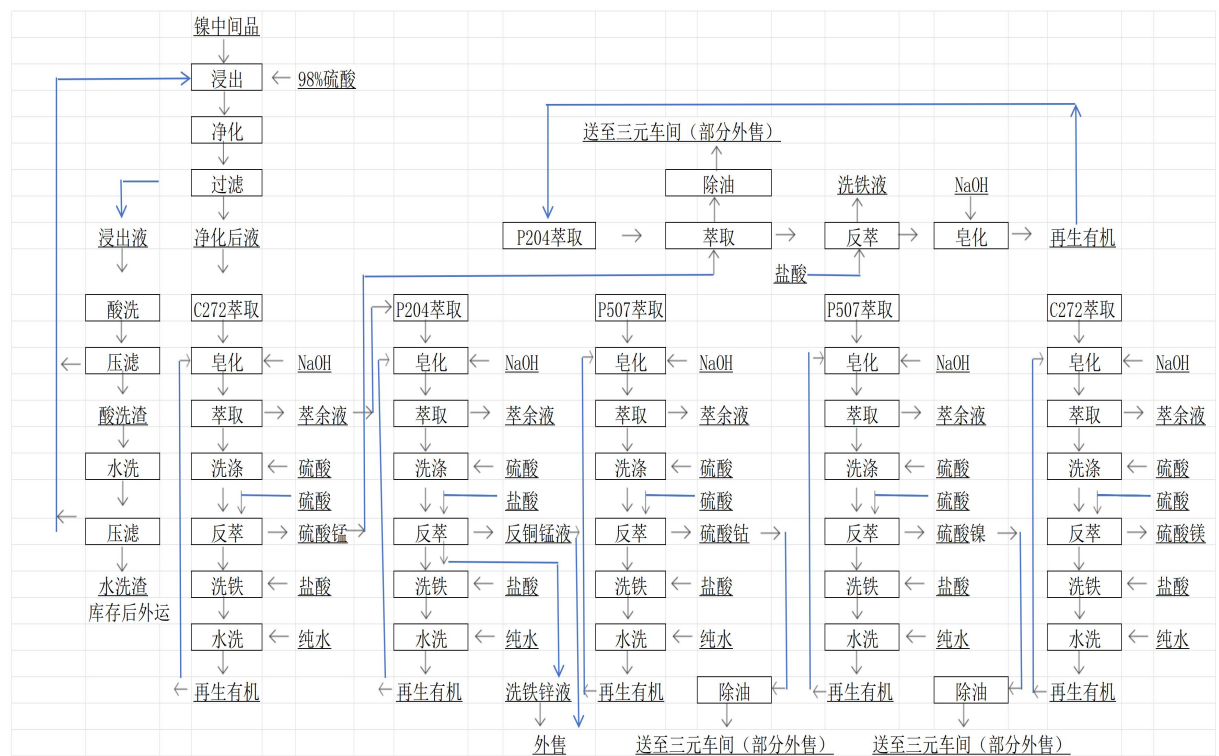 镍中间品
浸出 98%硫酸
净化
送至三元车间（部分外售）
过滤 除油 洗铁液 NaOH
浸出液 净化后液 P204萃取 萃取 反萃 皂化 再生有机
盐酸
酸洗 C272萃取 P204萃取 P507萃取 P507萃取 C272萃取
压滤 皂化 NaOH 皂化 NaOH 皂化 NaOH 皂化 NaOH 皂化 NaOH
酸洗渣 萃取 萃余液 萃取 萃余液 萃取 萃余液 萃取 萃余液 萃取 萃余液
水洗 洗涤 硫酸 洗涤 硫酸 洗涤 硫酸 洗涤 硫酸 洗涤 硫酸
硫酸 盐酸 硫酸 硫酸 硫酸
压滤 反萃 硫酸锰 反萃 反铜锰液 反萃 硫酸钴 反萃 硫酸镍 反萃 硫酸镁
水洗渣 洗铁 盐酸 洗铁 盐酸 洗铁 盐酸 洗铁 盐酸 洗铁 盐酸
库存后外运
水洗 纯水 水洗 纯水 水洗 纯水 水洗 纯水 水洗 纯水
再生有机 再生有机 洗铁锌液 再生有机 除油 再生有机 除油 再生有机
外售 送至三元车间（部分外售） 送至三元车间（部分外售）